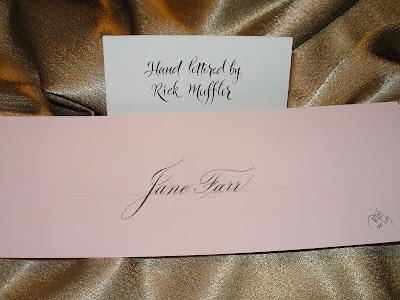 Hand lettered by
Rick Muffler
Jane Farr